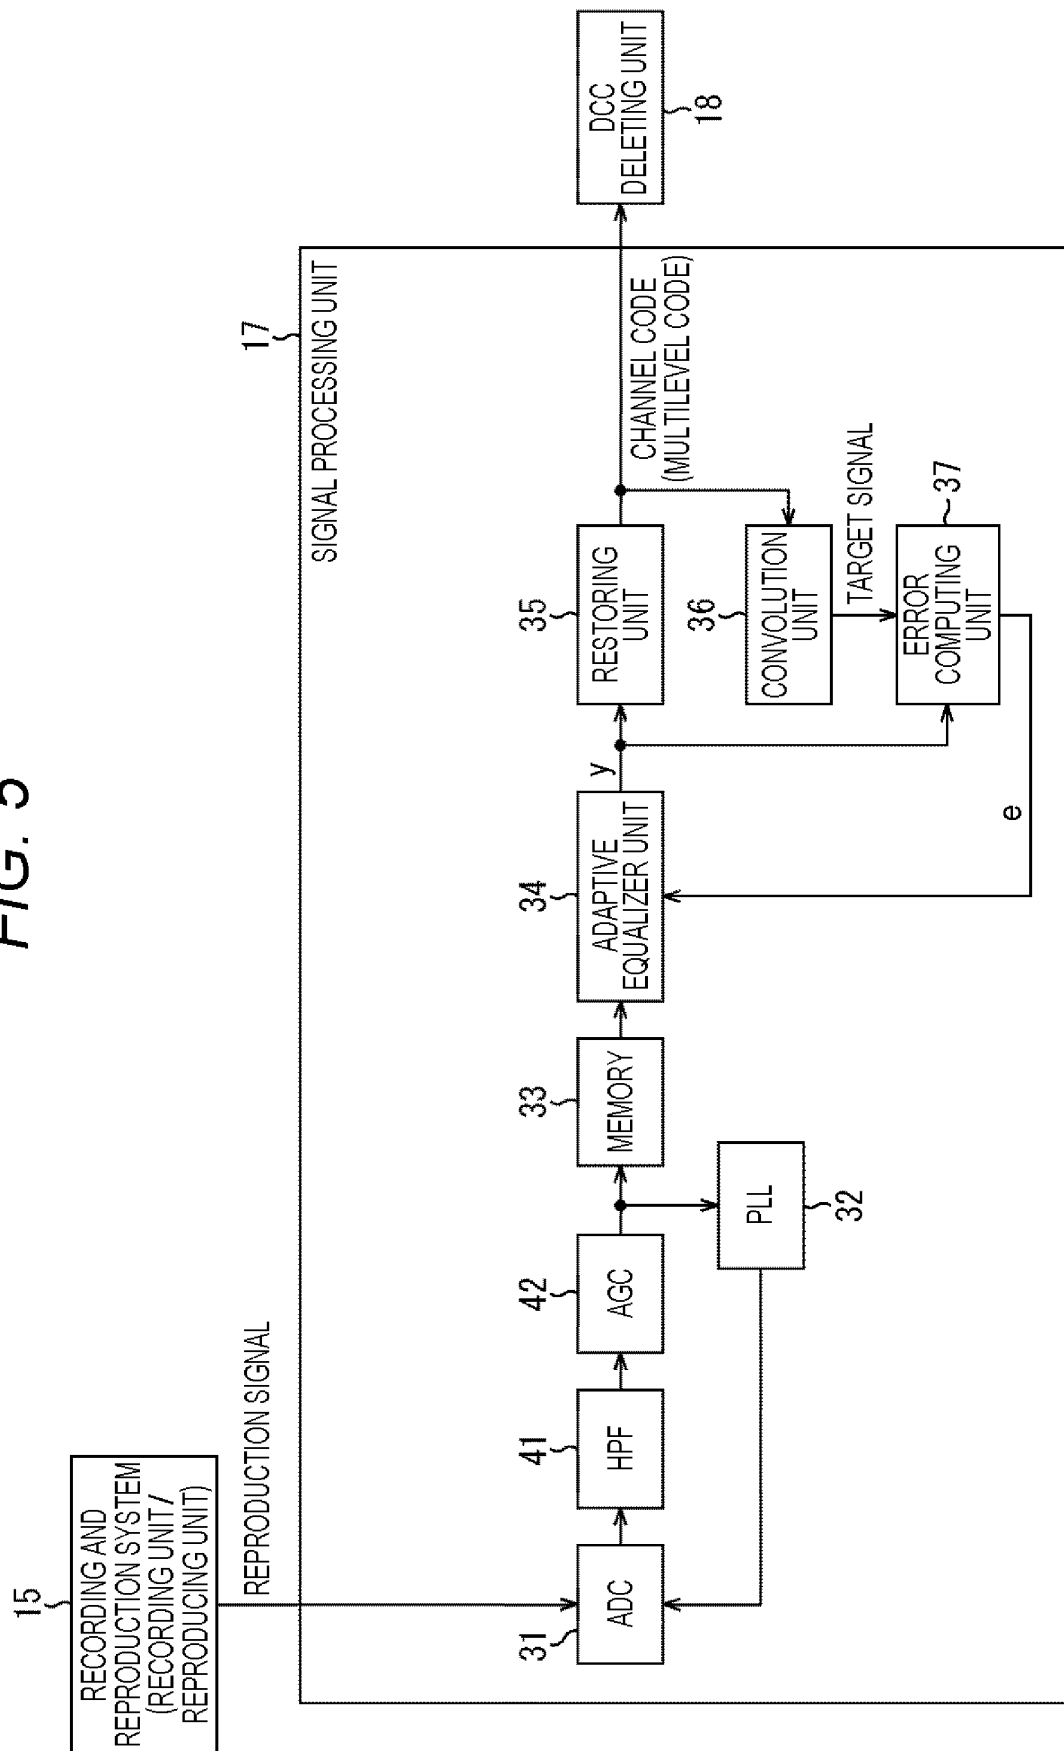 FIG. 5
15
RECORDING AND
REPRODUCTION SYSTEM
(RECORDING UNIT/
REPRODUCING UNIT)
REPRODUCTION SIGNAL
17
SIGNAL PROCESSING UNIT
31
ADC
41
HPF
42
AGC
PLL
32
33
MEMORY
34
ADAPTIVE
EQUALIZER UNIT
y
35
RESTORING
UNIT
CHANNEL CODE
(MULTILEVEL CODE)
36
CONVOLUTION
UNIT
TARGET SIGNAL
ERROR
COMPUTING
UNIT
37
e
DCC
DELETING UNIT
18